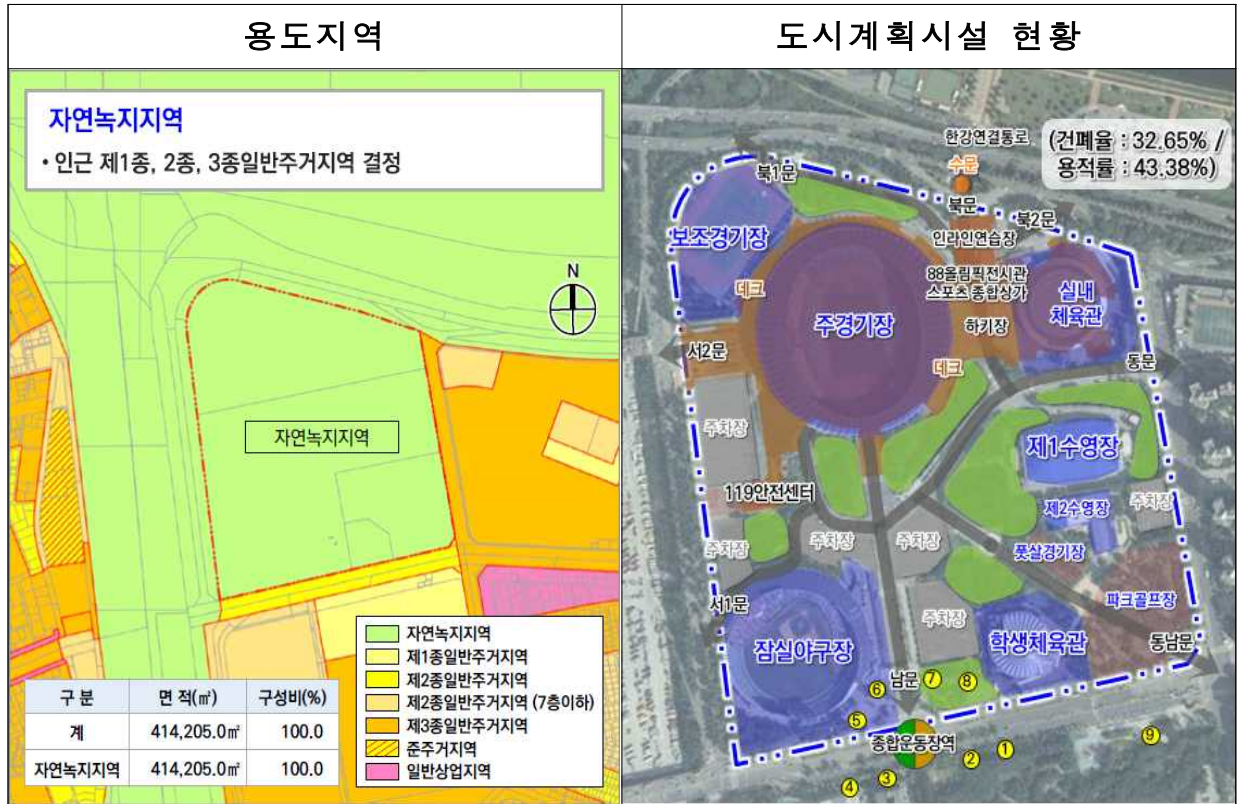 용도지역
도시계획시설 현황
자연녹지지역
• 인근 제1종, 2종, 3종일반주거지역 결정
N
자연녹지지역
자연녹지지역
제1종일반주거지역
제2종일반주거지역
제2종일반주거지역 (7층이하)
제3종일반주거지역
준주거지역
일반상업지역
구 분 면 적(㎡) 구성비(%)
계 414,205.0㎡ 100.0
자연녹지지역 414,205.0㎡ 100.0
(건폐율 : 32.65% /
용적률 : 43.38%)
한강연결통로
수문
북1문
북문
북2문
보조경기장
인라인연습장
88올림픽전시관
스포츠종합상가
실내
체육관
데크
주경기장
하키장
서2문
데크
동문
주차장
제1수영장
119안전센터
제2수영장
주차장
주차장
주차장
주차장
풋살경기장
파크골프장
서1문
주차장
잠실야구장
학생체육관
동남문
남문
⑥
⑦
⑧
⑤
종합운동장역
①
②
⑨
③
④